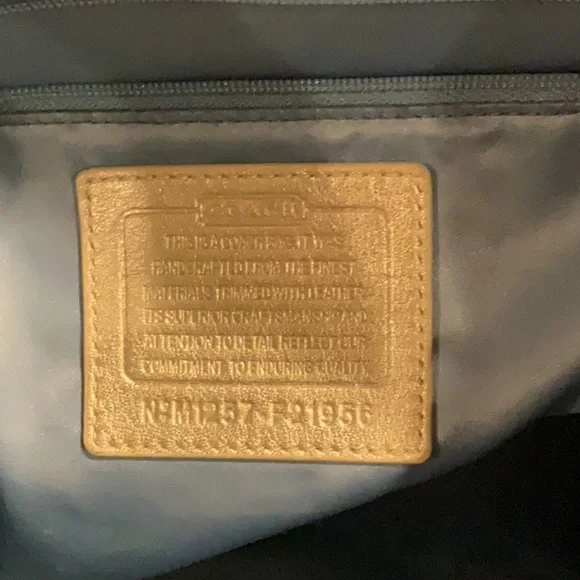 COACH
THIS IS A COACH BAG. IT IS
HANDCRAFTED FROM THE FINEST
MATERIALS TRIMMED WITH LEATHER.
ITS SUPERIOR CRAFTSMANSHIP AND
ATTENTION TO DETAIL REFLECT OUR
COMMITMENT TO ENDURING QUALITY.
Nº M1257-F21956